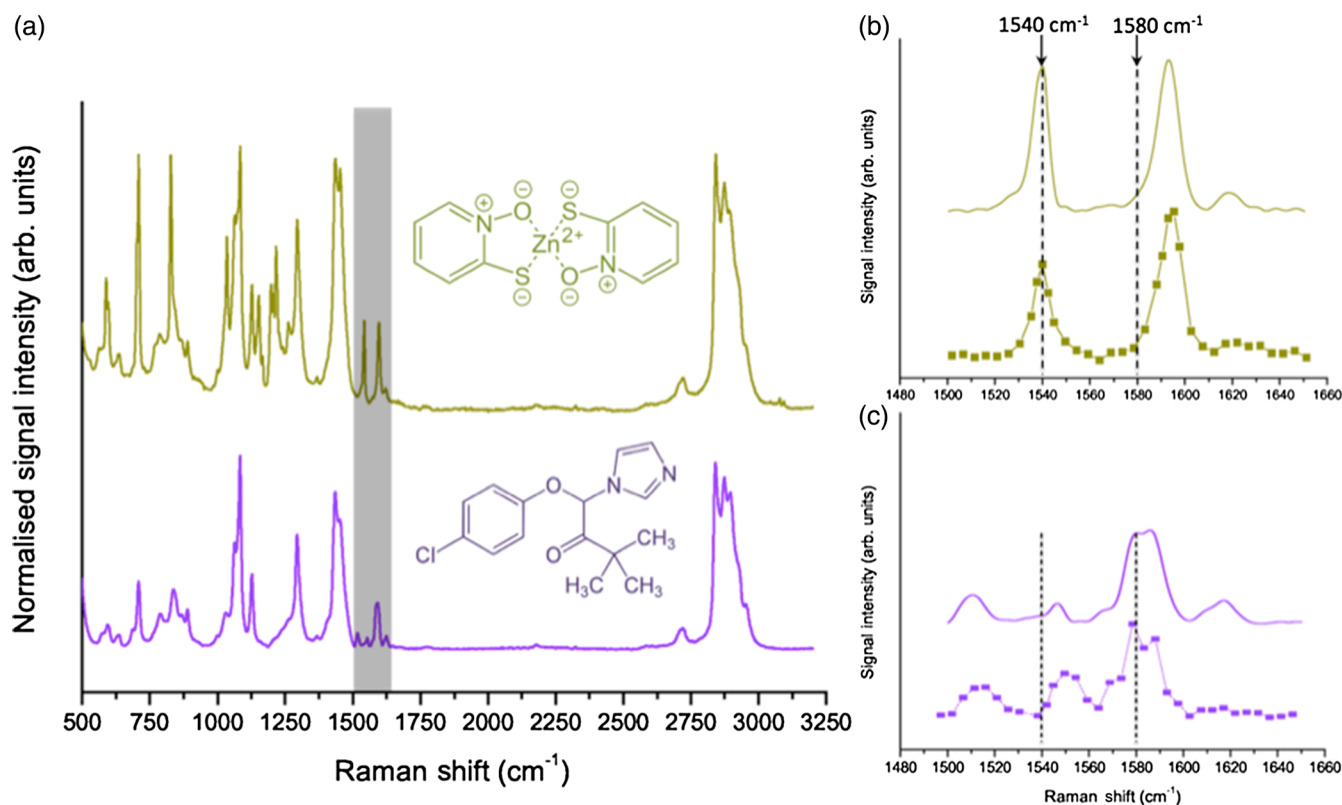 (a)
Normalised signal intensity (arb. units)
N
+
O
−
S
−
Zn
2+
S
−
O
−
N
+
O
N
N
Cl
O
CH3
H3C
CH3
500 750 1000 1250 1500 1750 2000 2250 2500 2750 3000 3250
Raman shift (cm-1)
(b)
1540 cm-1 1580 cm-1
Signal intensity (arb. units)
1480 1500 1520 1540 1560 1580 1600 1620 1640 1660
(c)
Signal intensity (arb. units)
1480 1500 1520 1540 1560 1580 1600 1620 1640 1660
Raman shift (cm-1)